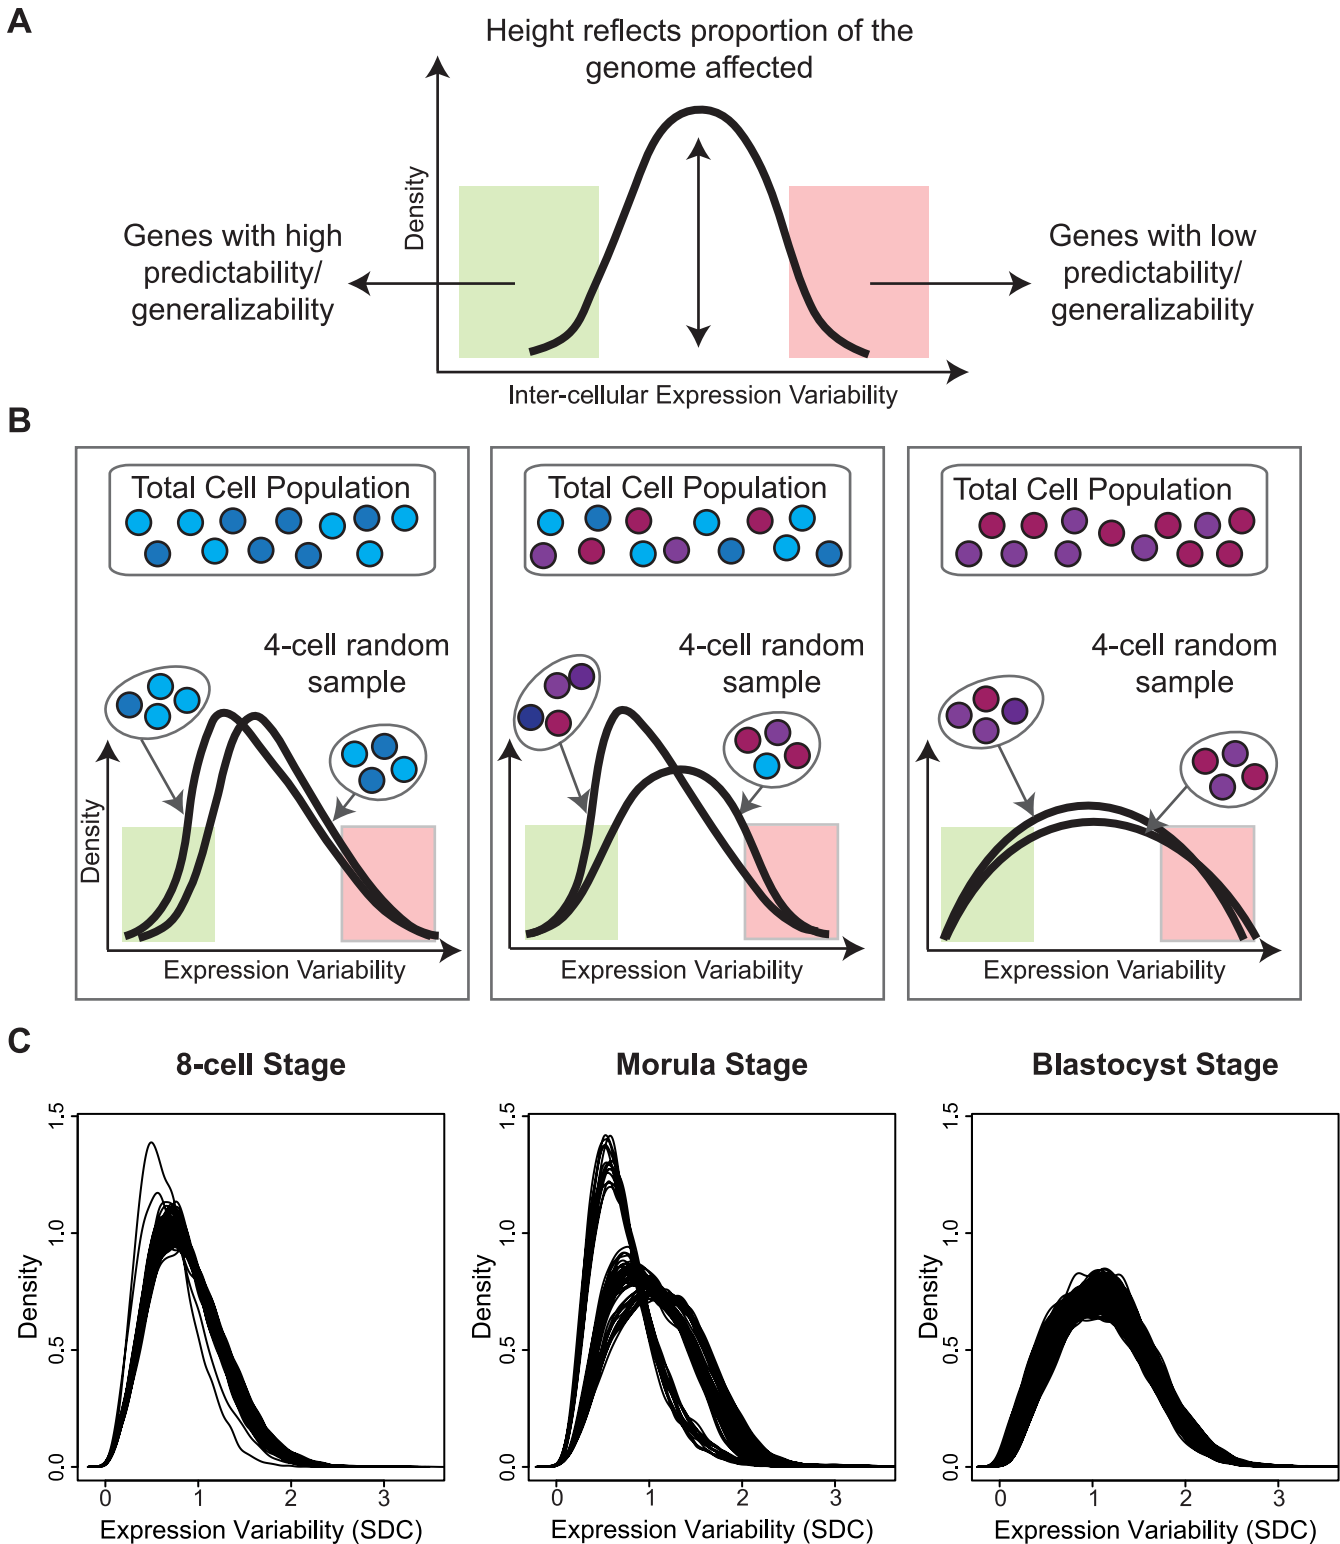 A
Height reflects proportion of the
genome affected
Density
Genes with high
predictability/
generalizability
Genes with low
predictability/
generalizability
Inter-cellular Expression Variability
B
Total Cell Population
4-cell random
sample
Density
Expression Variability
Total Cell Population
4-cell random
sample
Expression Variability
Total Cell Population
4-cell random
sample
Expression Variability
C
8-cell Stage
Density
0.0
0.5
1.0
1.5
0 1 2 3
Expression Variability (SDC)
Morula Stage
Density
0.0
0.5
1.0
1.5
0 1 2 3
Expression Variability (SDC)
Blastocyst Stage
Density
0.0
0.5
1.0
1.5
0 1 2 3
Expression Variability (SDC)